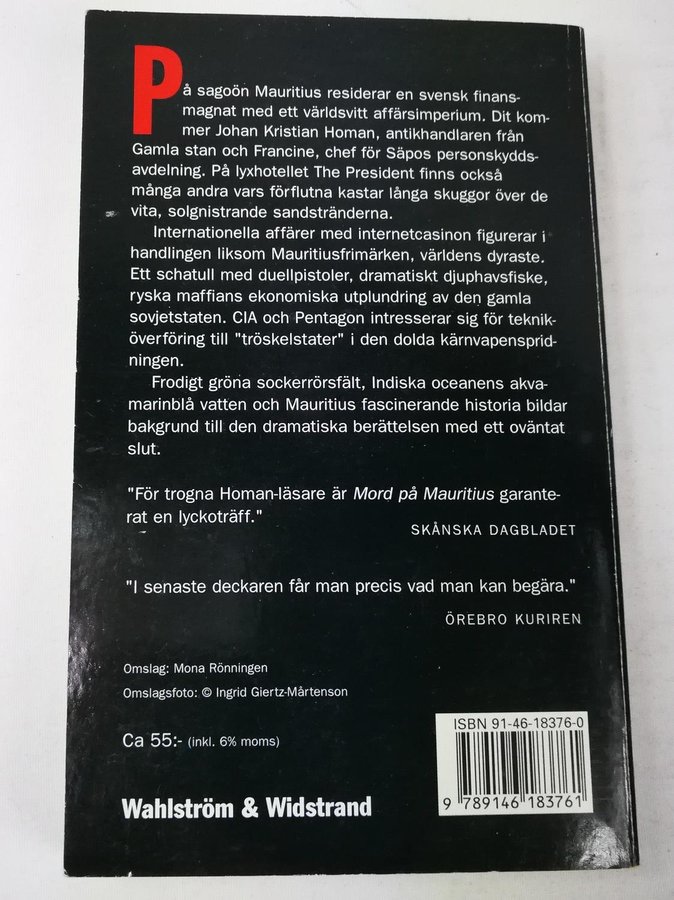 På sagoön Mauritius residerar en svensk finans-
magnat med ett världsvitt affärsimperium. Dit kom-
mer Johan Kristian Homan, antikhandlaren från
Gamla stan och Francine, chef för Säpos personskydds-
avdelning. På lyxhotellet The President finns också
många andra vars förflutna kastar långa skuggor över de
vita, solgnistrande sandstränderna.
Internationella affärer med internetcasinon figurerar i
handlingen liksom Mauritiusfrimärken, världens dyraste.
Ett schatull med duellpistoler, dramatiskt djuphavsfiske,
ryska maffians ekonomiska utplundring av den gamla
sovjetstaten. CIA och Pentagon intresserar sig för teknik-
överföring till "tröskelstater" i den dolda kärnvapensprid-
ningen.
Frodigt gröna sockerrörsfält, Indiska oceanens akva-
marinblå vatten och Mauritius fascinerande historia bildar
bakgrund till den dramatiska berättelsen med ett oväntat
slut.
"För trogna Homan-läsare är Mord på Mauritius garante-
rat en lyckoträff."
SKÅNSKA DAGBLADET
"I senaste deckaren får man precis vad man kan begära."
ÖREBRO KURIREN
Omslag: Mona Rönningen
Omslagsfoto: © Ingrid Giertz-Mårtenson
Ca 55:- (inkl. 6% moms)
ISBN 91-46-18376-0
9 789146 183761
Wahlström & Widstrand